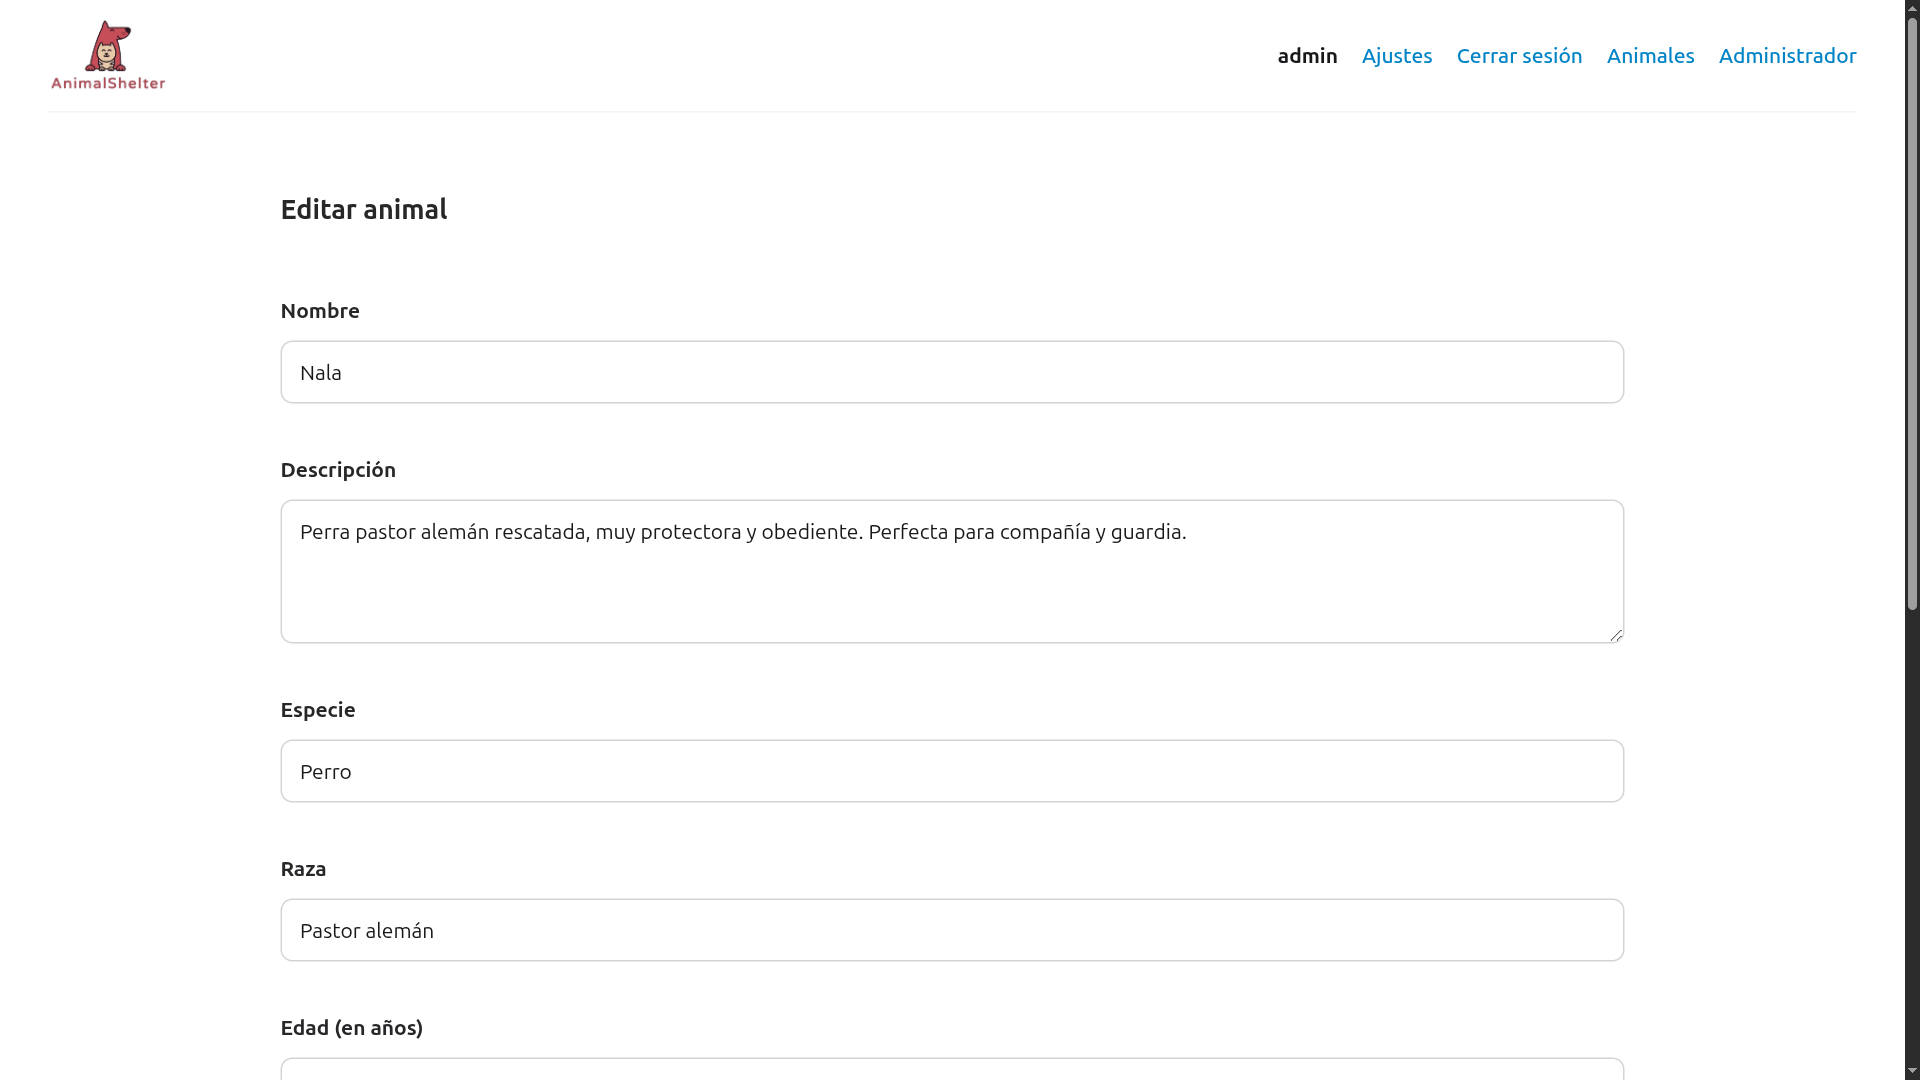 AnimalShelter
admin Ajustes Cerrar sesión Animales Administrador
Editar animal
Nombre
Nala
Descripción
Perra pastor alemán rescatada, muy protectora y obediente. Perfecta para compañía y guardia.
Especie
Perro
Raza
Pastor alemán
Edad (en años)